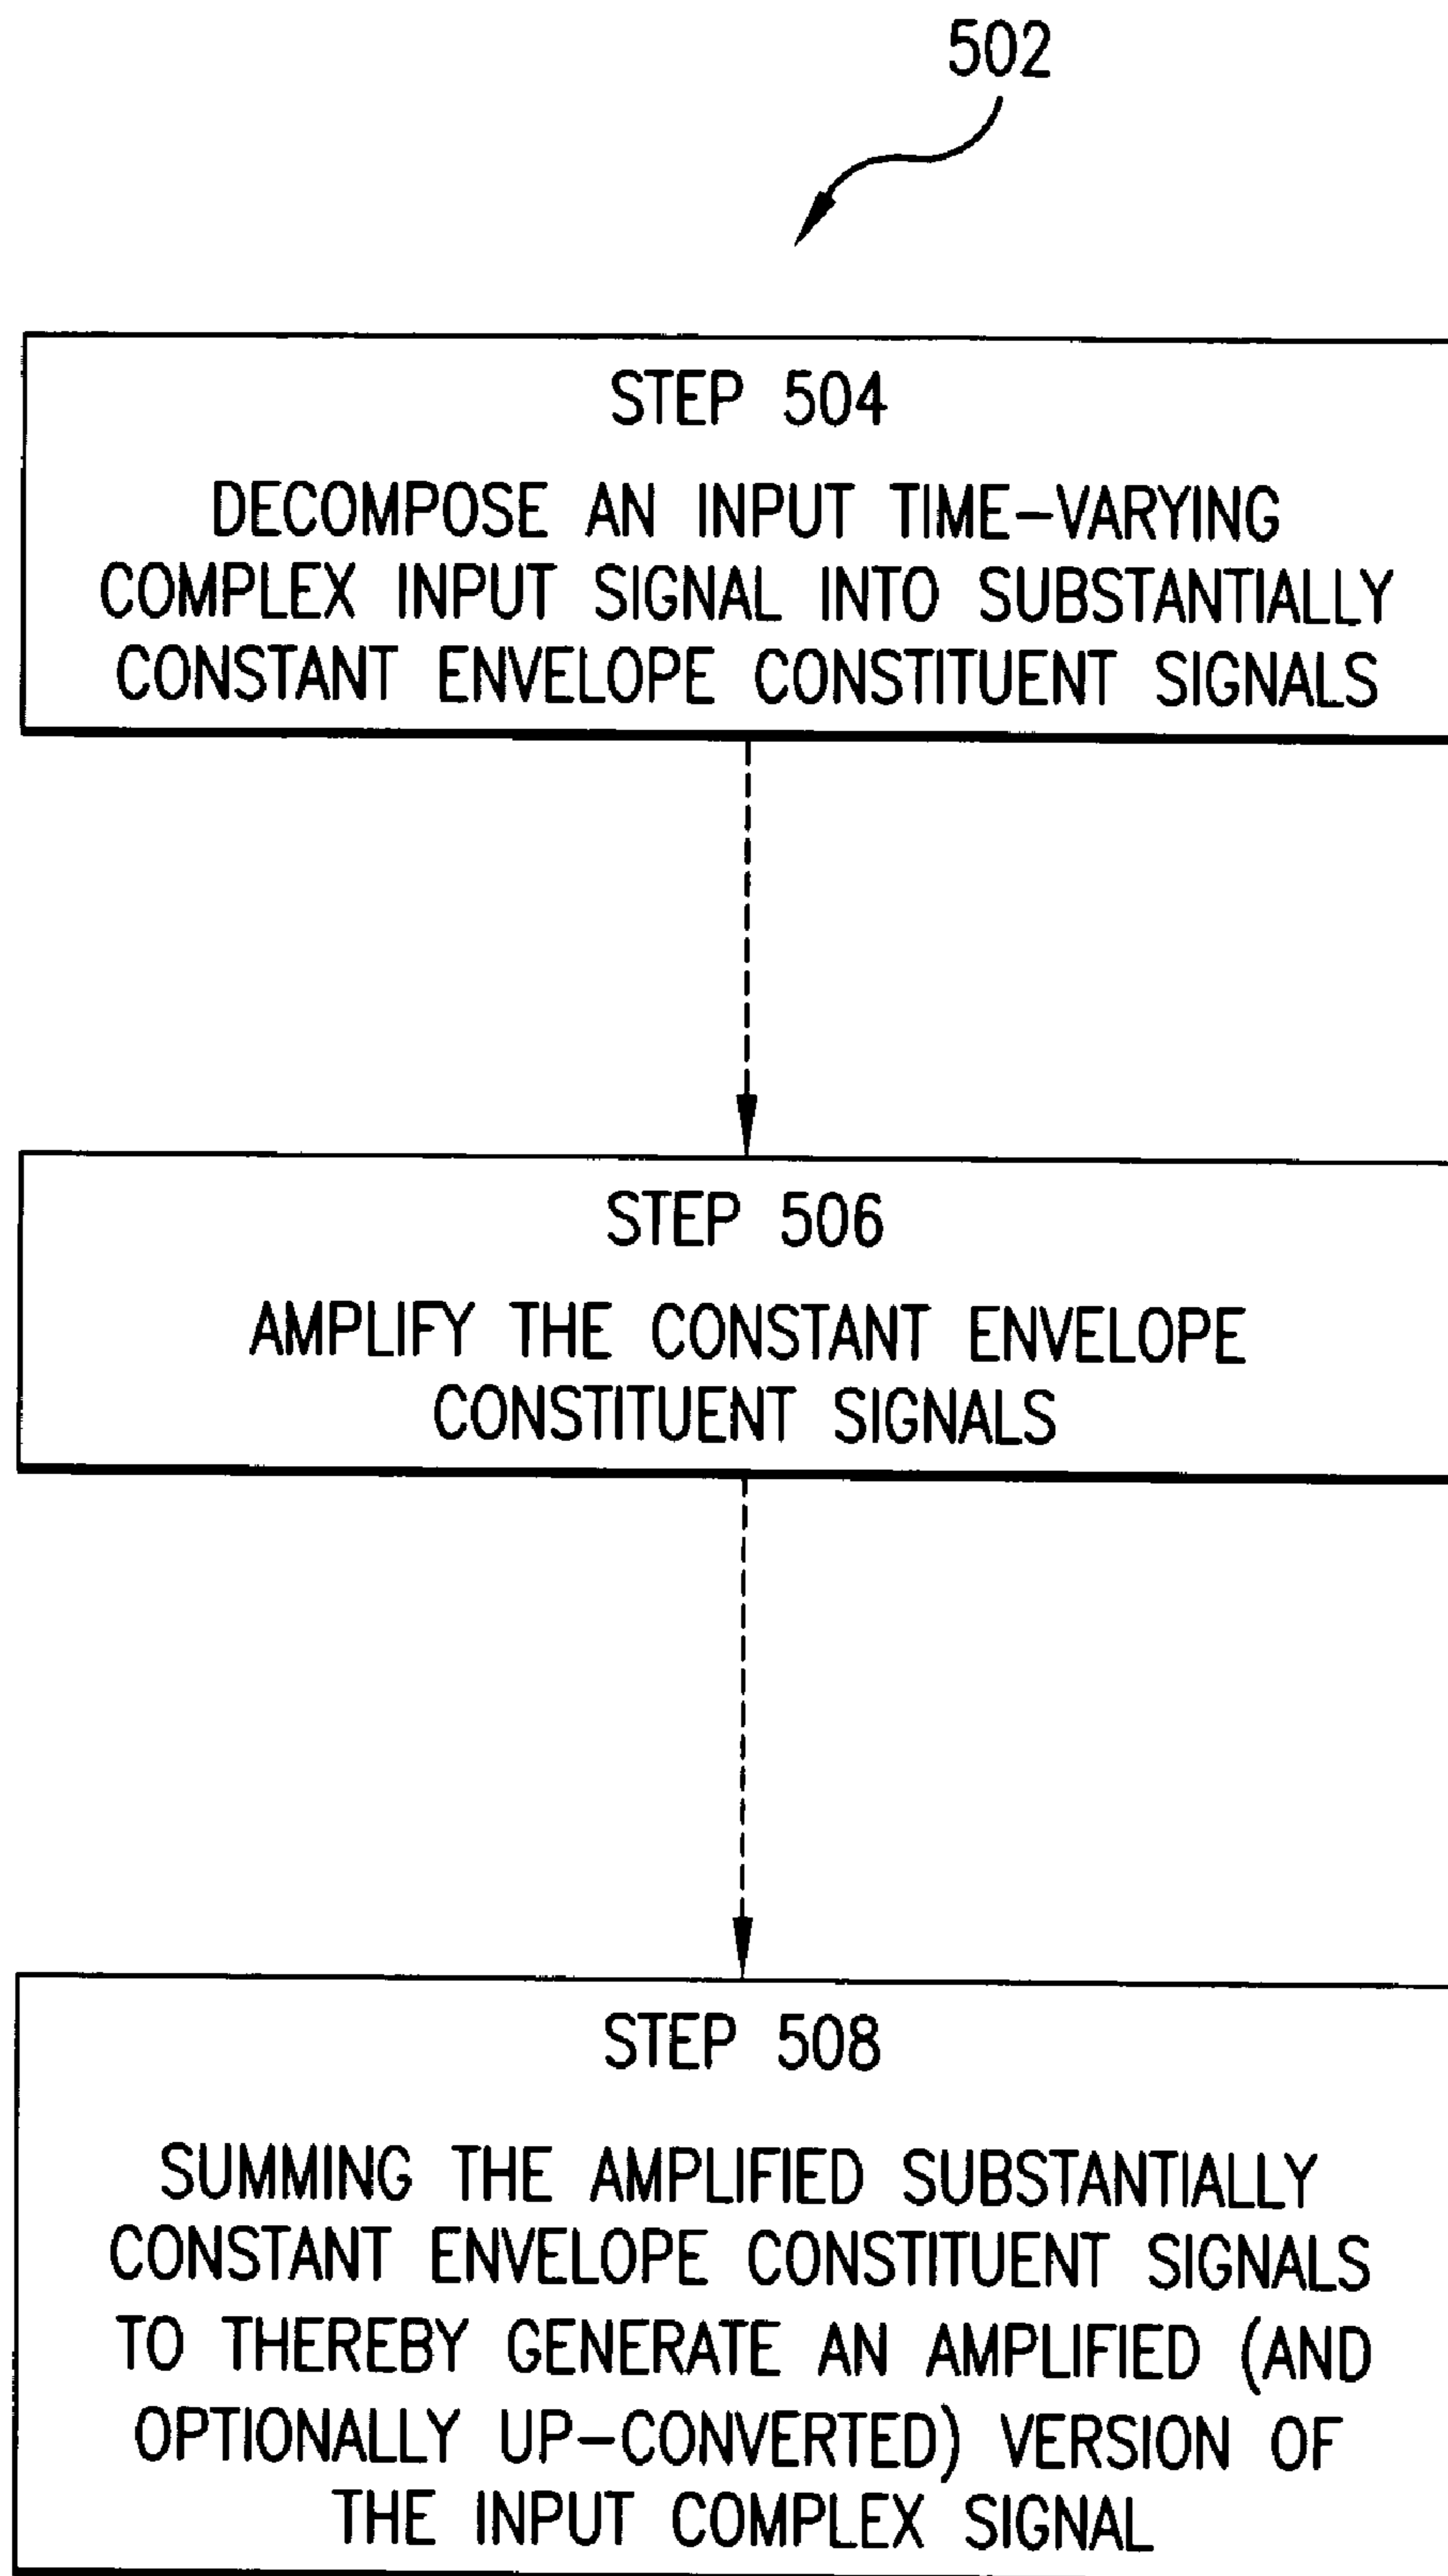 502
STEP 504
DECOMPOSE AN INPUT TIME-VARYING
COMPLEX INPUT SIGNAL INTO SUBSTANTIALLY
CONSTANT ENVELOPE CONSTITUENT SIGNALS
STEP 506
AMPLIFY THE CONSTANT ENVELOPE
CONSTITUENT SIGNALS
STEP 508
SUMMING THE AMPLIFIED SUBSTANTIALLY
CONSTANT ENVELOPE CONSTITUENT SIGNALS
TO THEREBY GENERATE AN AMPLIFIED (AND
OPTIONALLY UP-CONVERTED) VERSION OF
THE INPUT COMPLEX SIGNAL